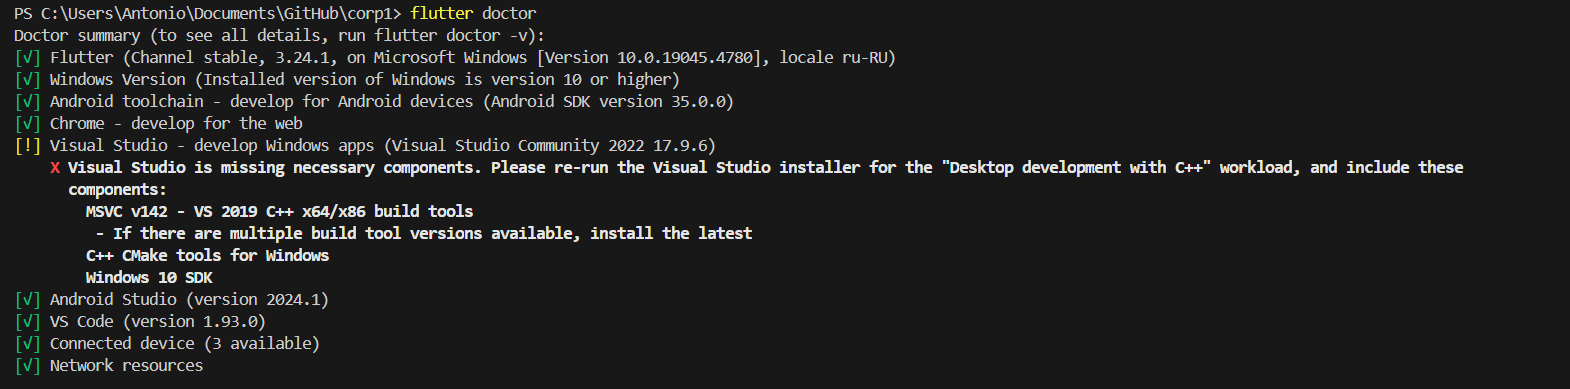 PS C:\Users\Antonio\Documents\GitHub\corp1> flutter doctor
Doctor summary (to see all details, run flutter doctor -v):
[√] Flutter (Channel stable, 3.24.1, on Microsoft Windows [Version 10.0.19045.4780], locale ru-RU)
[√] Windows Version (Installed version of Windows is version 10 or higher)
[√] Android toolchain - develop for Android devices (Android SDK version 35.0.0)
[√] Chrome - develop for the web
[!] Visual Studio - develop Windows apps (Visual Studio Community 2022 17.9.6)
X Visual Studio is missing necessary components. Please re-run the Visual Studio installer for the "Desktop development with C++" workload, and include these
components:
MSVC v142 - VS 2019 C++ x64/x86 build tools
- If there are multiple build tool versions available, install the latest
C++ CMake tools for Windows
Windows 10 SDK
[√] Android Studio (version 2024.1)
[√] VS Code (version 1.93.0)
[√] Connected device (3 available)
[√] Network resources